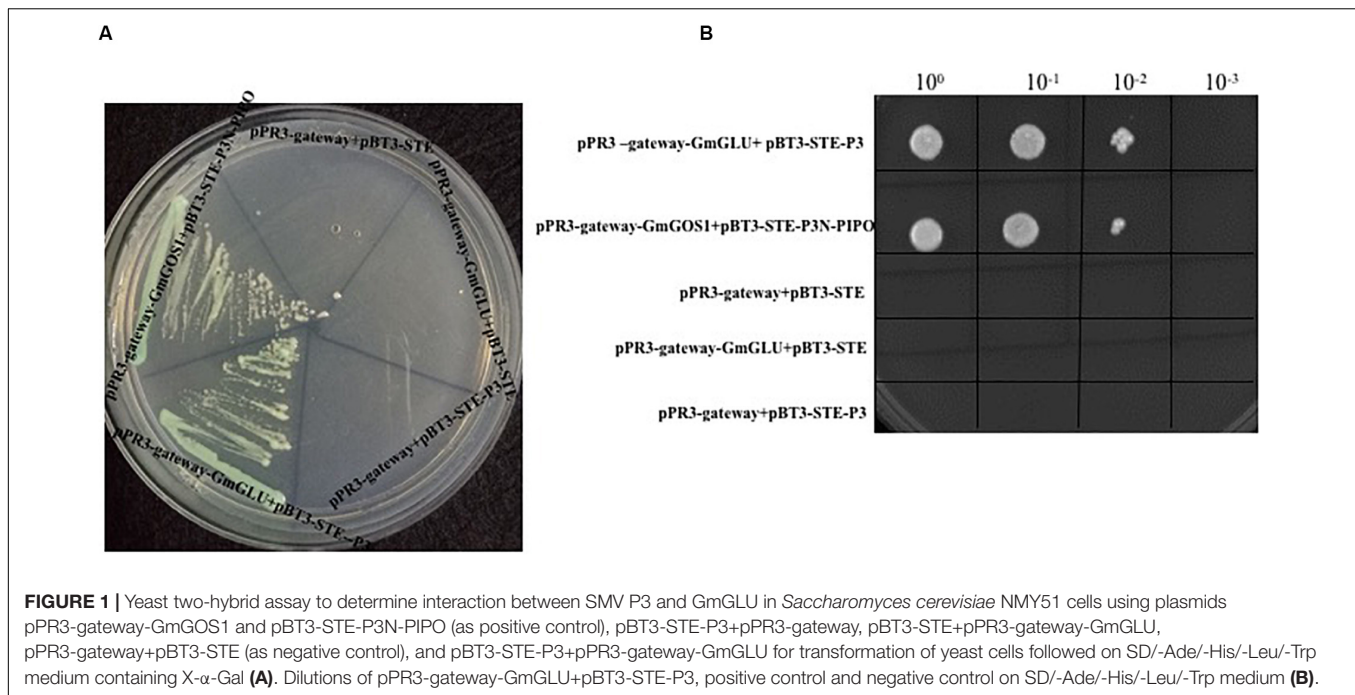 A
B
pPR3-gateway-GmGOS1+pBT3-STE-P3N-PIPO
pPR3-gateway+pBT3-STE
pPR3-gateway-GmGLU+pBT3-STE
pPR3-gateway+pBT3-STE-P3
pPR3-gateway-GmGLU+pBT3-STE--P3
10⁰ 10⁻¹ 10⁻² 10⁻³
pPR3 –gateway-GmGLU+ pBT3-STE-P3
pPR3-gateway-GmGOS1+pBT3-STE-P3N-PIPO
pPR3-gateway+pBT3-STE
pPR3-gateway-GmGLU+pBT3-STE
pPR3-gateway+pBT3-STE-P3
FIGURE 1 | Yeast two-hybrid assay to determine interaction between SMV P3 and GmGLU in Saccharomyces cerevisiae NMY51 cells using plasmids
pPR3-gateway-GmGOS1 and pBT3-STE-P3N-PIPO (as positive control), pBT3-STE-P3+pPR3-gateway, pBT3-STE+pPR3-gateway-GmGLU,
pPR3-gateway+pBT3-STE (as negative control), and pBT3-STE-P3+pPR3-gateway-GmGLU for transformation of yeast cells followed on SD/-Ade/-His/-Leu/-Trp
medium containing X-α-Gal (A). Dilutions of pPR3-gateway-GmGLU+pBT3-STE-P3, positive control and negative control on SD/-Ade/-His/-Leu/-Trp medium (B).